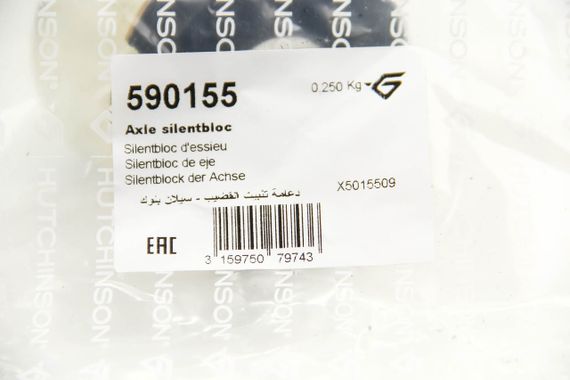 HUTCHINSON
590155
0.250 Kg
Axle silentbloc
Silentbloc d'essieu
Silentbloc de eje
Silentblock der Achse
دعامة تثبيت القضيب - سيلان بلوك
X5015509
EAC
3 159750 79743